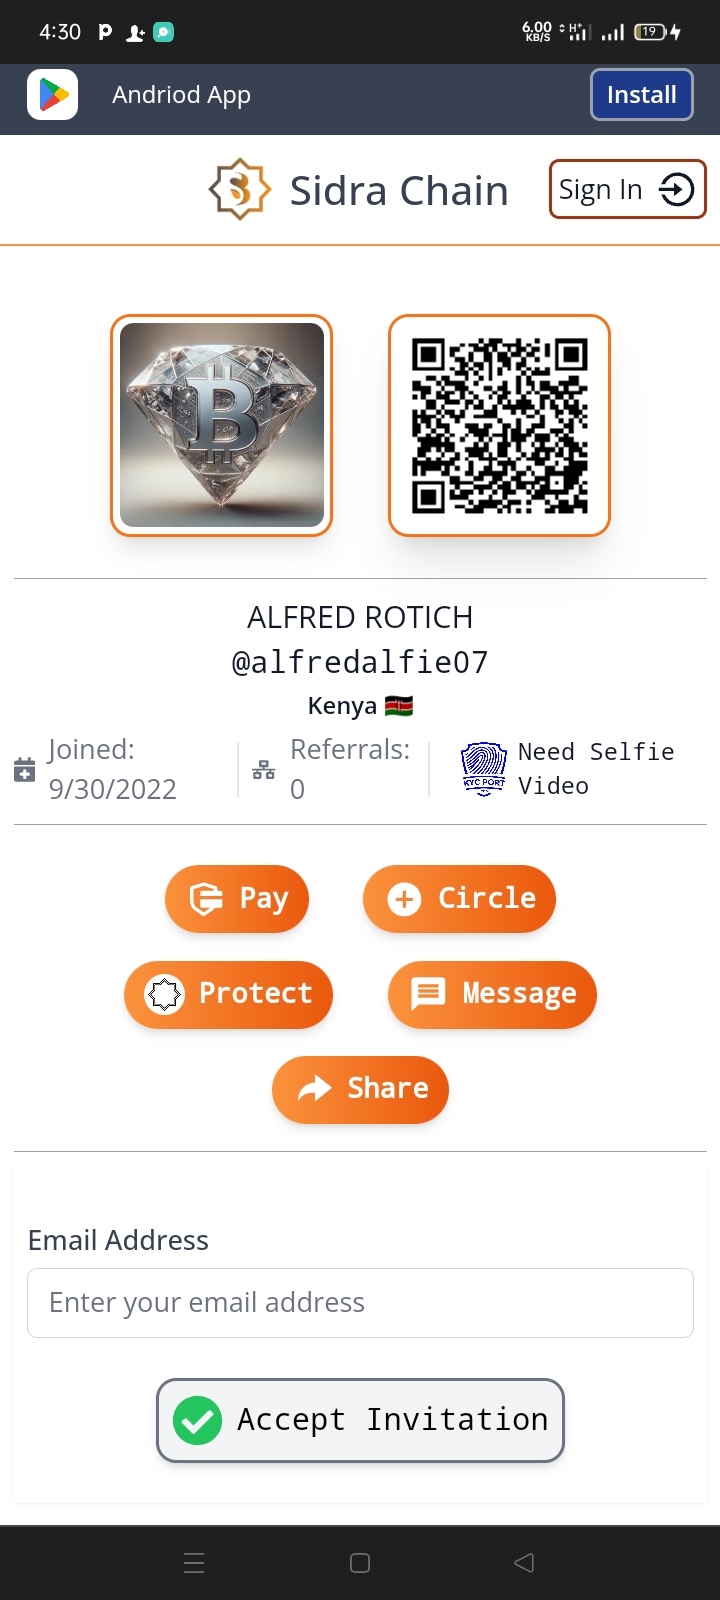 4:30
6.00 KB/S
H+
19
Andriod App
Install
Sidra Chain
Sign In
B
ALFRED ROTICH
@alfredalfie07
Kenya 🇰🇪
Joined:
9/30/2022
Referrals:
0
KYC PORT
Need Selfie
Video
Pay
Circle
Protect
Message
Share
Email Address
Enter your email address
Accept Invitation